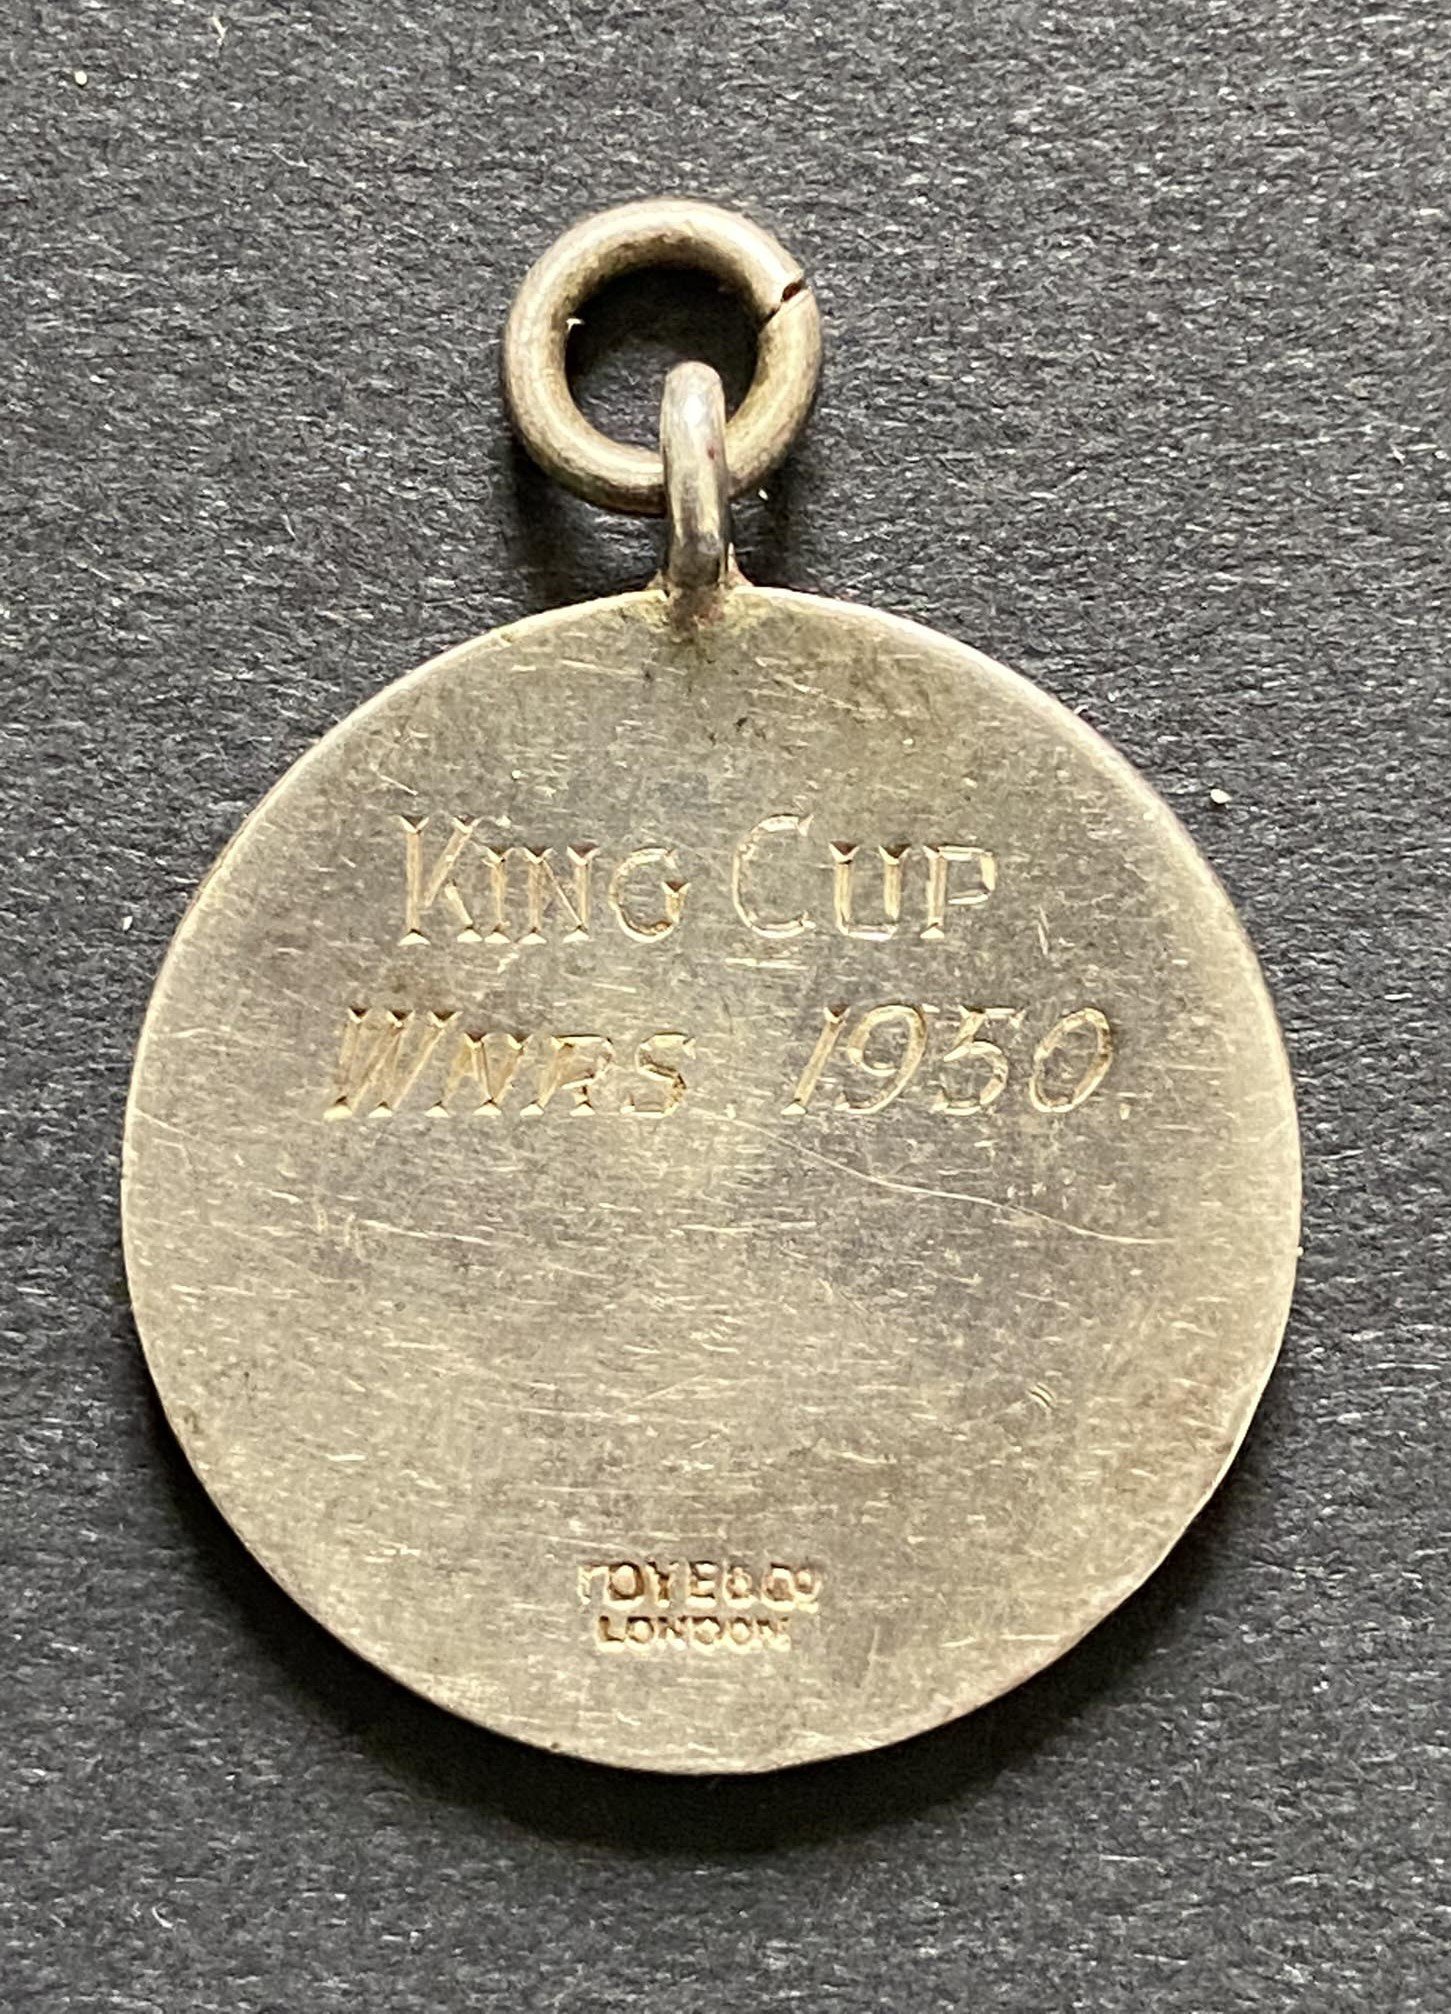 KING CUP
WNRS. 1950.
TOYE & CO
LONDON